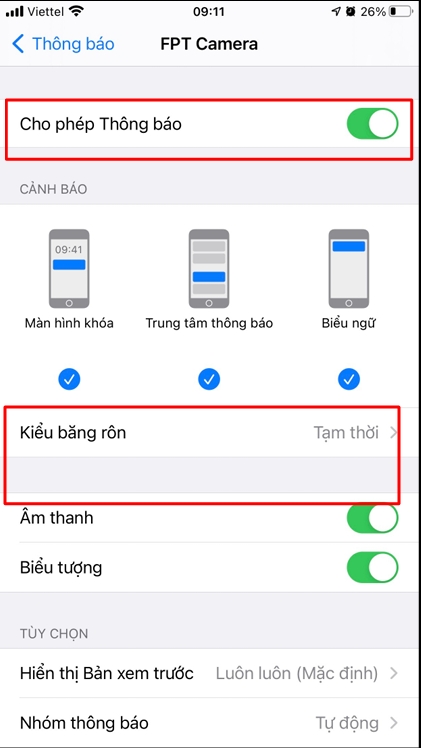 Viettel 09:11 26%
Thông báo FPT Camera
Cho phép Thông báo
CẢNH BÁO
09:41
Màn hình khóa Trung tâm thông báo Biểu ngữ
Kiểu băng rôn Tạm thời
Âm thanh
Biểu tượng
TÙY CHỌN
Hiển thị Bản xem trước Luôn luôn (Mặc định)
Nhóm thông báo Tự động